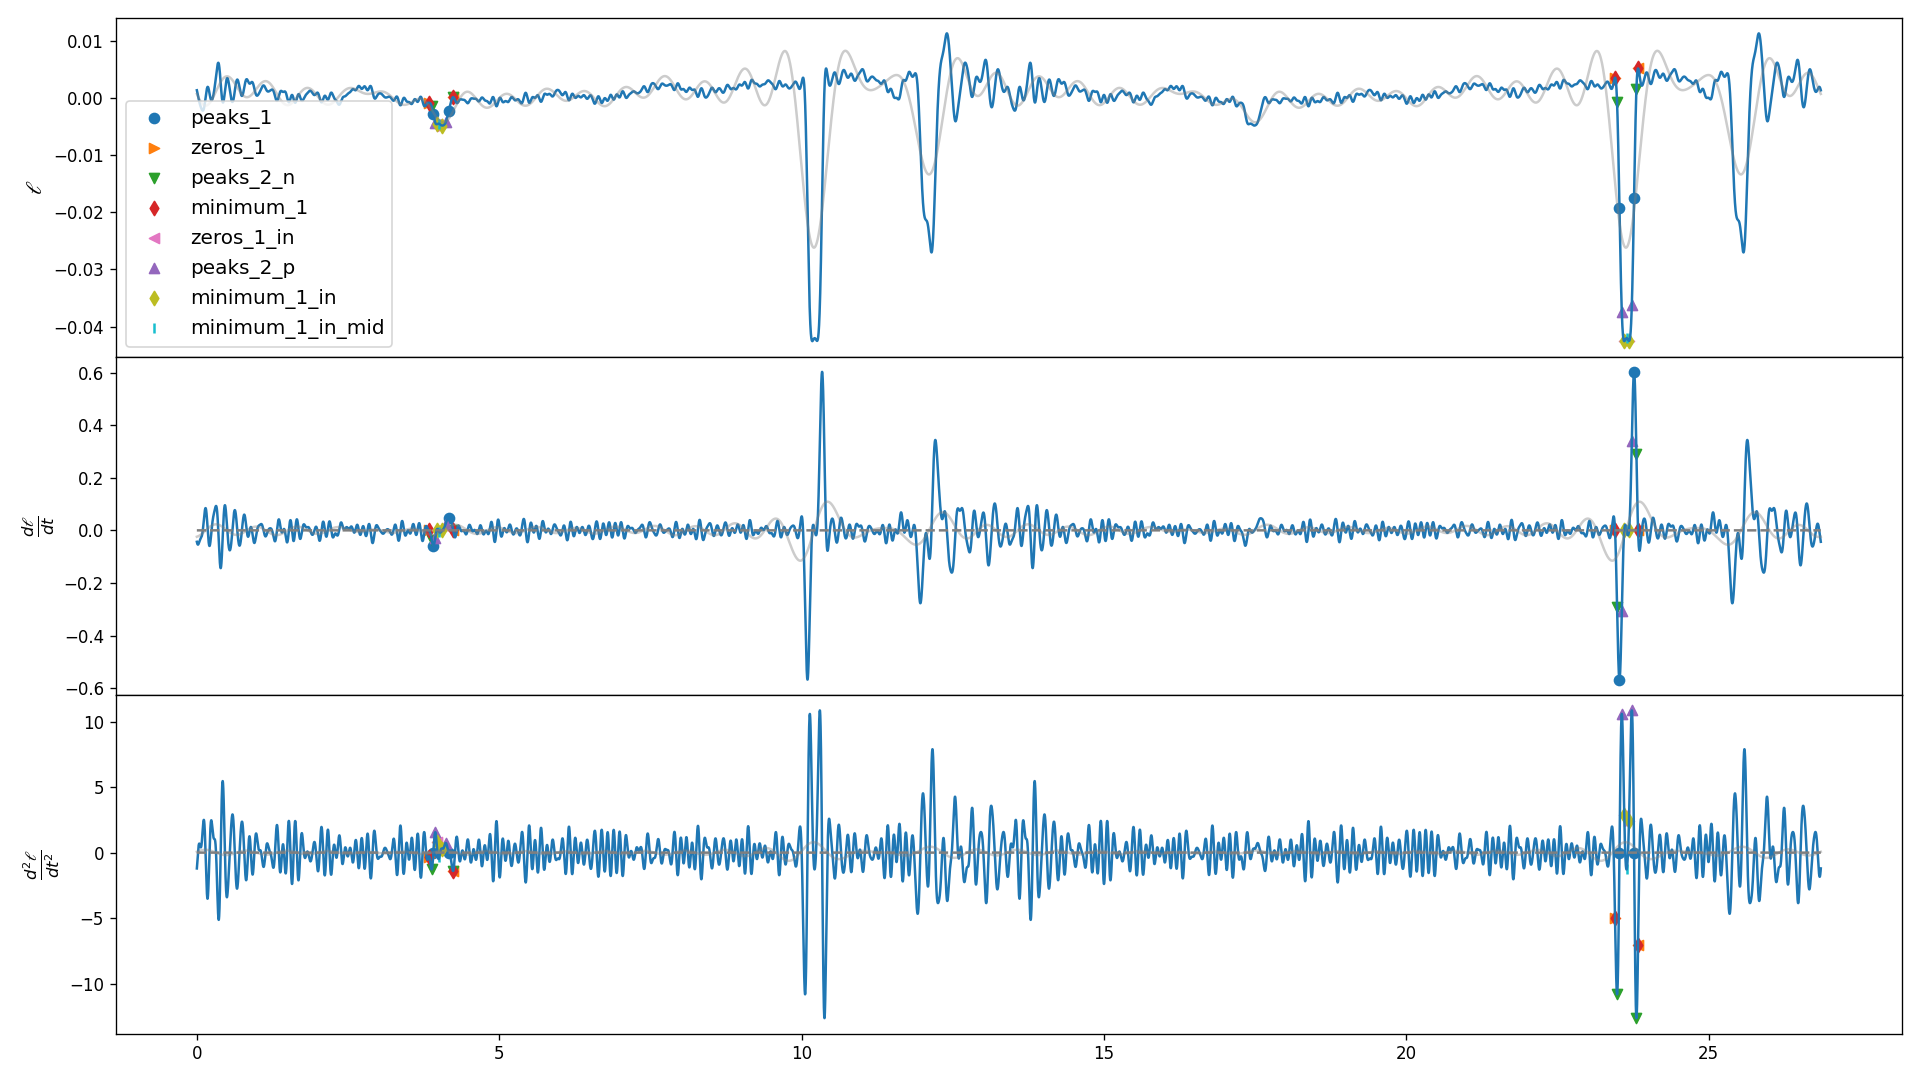 0.01
0.00
−0.01
−0.02
−0.03
−0.04
ℓ
peaks_1
zeros_1
peaks_2_n
minimum_1
zeros_1_in
peaks_2_p
minimum_1_in
minimum_1_in_mid
0.6
0.4
0.2
0.0
−0.2
−0.4
−0.6
dℓ
dt
10
5
0
−5
−10
d²ℓ
dt²
0 5 10 15 20 25